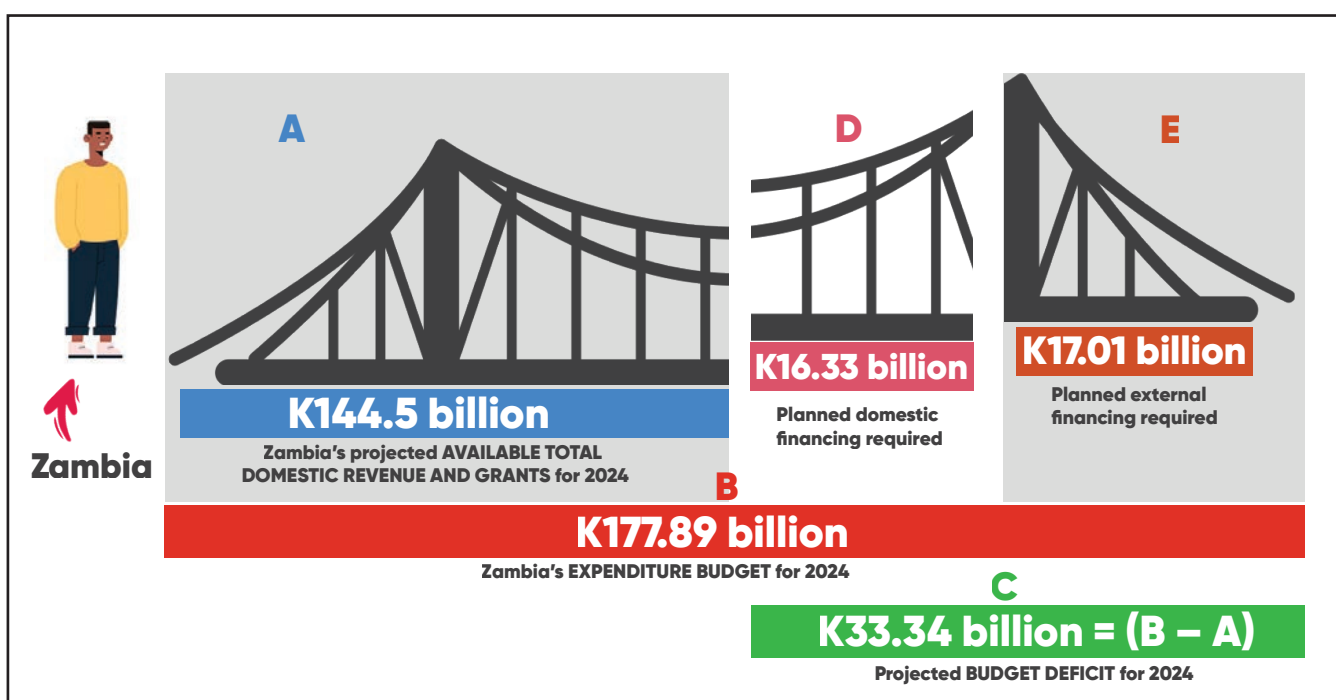 A
D
E
K144.5 billion
Zambia’s projected AVAILABLE TOTAL
DOMESTIC REVENUE AND GRANTS for 2024
K16.33 billion
Planned domestic
financing required
K17.01 billion
Planned external
financing required
Zambia
B
K177.89 billion
Zambia’s EXPENDITURE BUDGET for 2024
C
K33.34 billion = (B – A)
Projected BUDGET DEFICIT for 2024